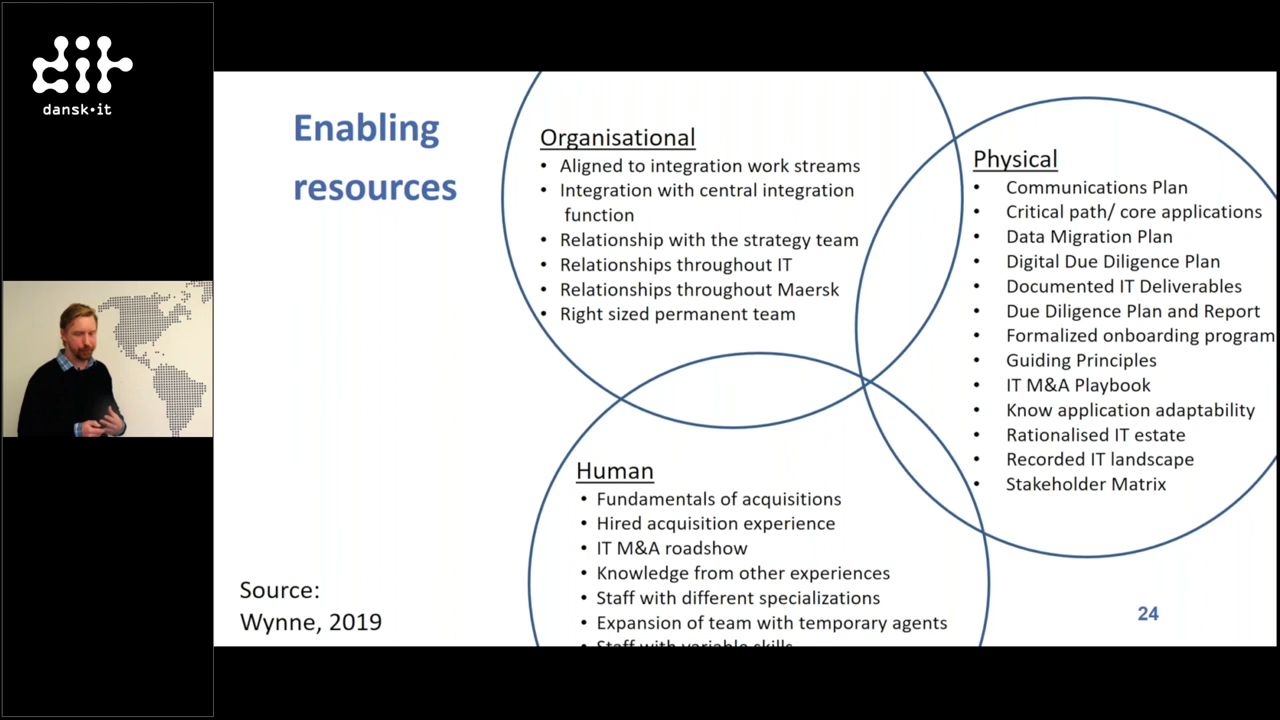 dit
dansk•it
Enabling
resources
Organisational
• Aligned to integration work streams
• Integration with central integration
function
• Relationship with the strategy team
• Relationships throughout IT
• Relationships throughout Maersk
• Right sized permanent team
Physical
• Communications Plan
• Critical path/ core applications
• Data Migration Plan
• Digital Due Diligence Plan
• Documented IT Deliverables
• Due Diligence Plan and Report
• Formalized onboarding program
• Guiding Principles
• IT M&A Playbook
• Know application adaptability
• Rationalised IT estate
• Recorded IT landscape
• Stakeholder Matrix
Human
• Fundamentals of acquisitions
• Hired acquisition experience
• IT M&A roadshow
• Knowledge from other experiences
• Staff with different specializations
• Expansion of team with temporary agents
• Staff with variable skills
Source:
Wynne, 2019
24